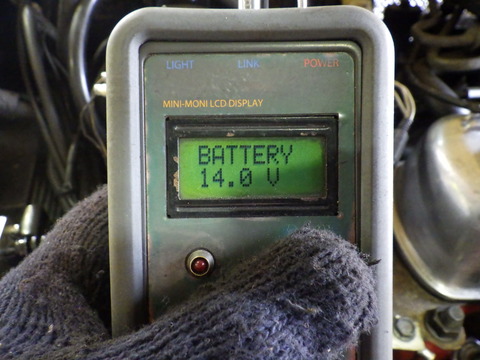 LIGHT LINK POWER
MINI-MONI LCD DISPLAY
BATTERY
14.0 V